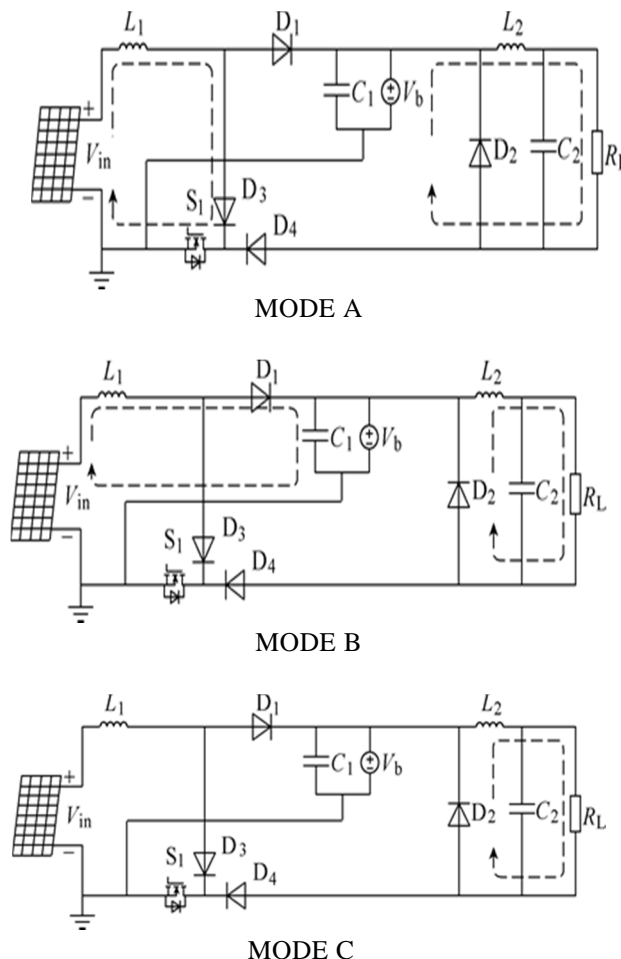 L1 D1 L2
+ Vin − C1 Vb D2 C2
S1 D3 D4
MODE A
L1 D1 L2
+ Vin − C1 Vb D2 C2 RL
S1 D3 D4
MODE B
L1 D1 L2
+ Vin − C1 Vb D2 C2 RL
S1 D3 D4
MODE C